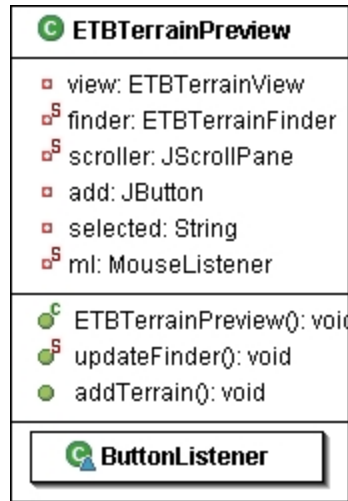 ETBTerrainPreview
view: ETBTerrainView
finder: ETBTerrainFinder
scroller: JScrollPane
add: JButton
selected: String
ml: MouseListener
ETBTerrainPreview(): void
updateFinder(): void
addTerrain(): void
ButtonListener